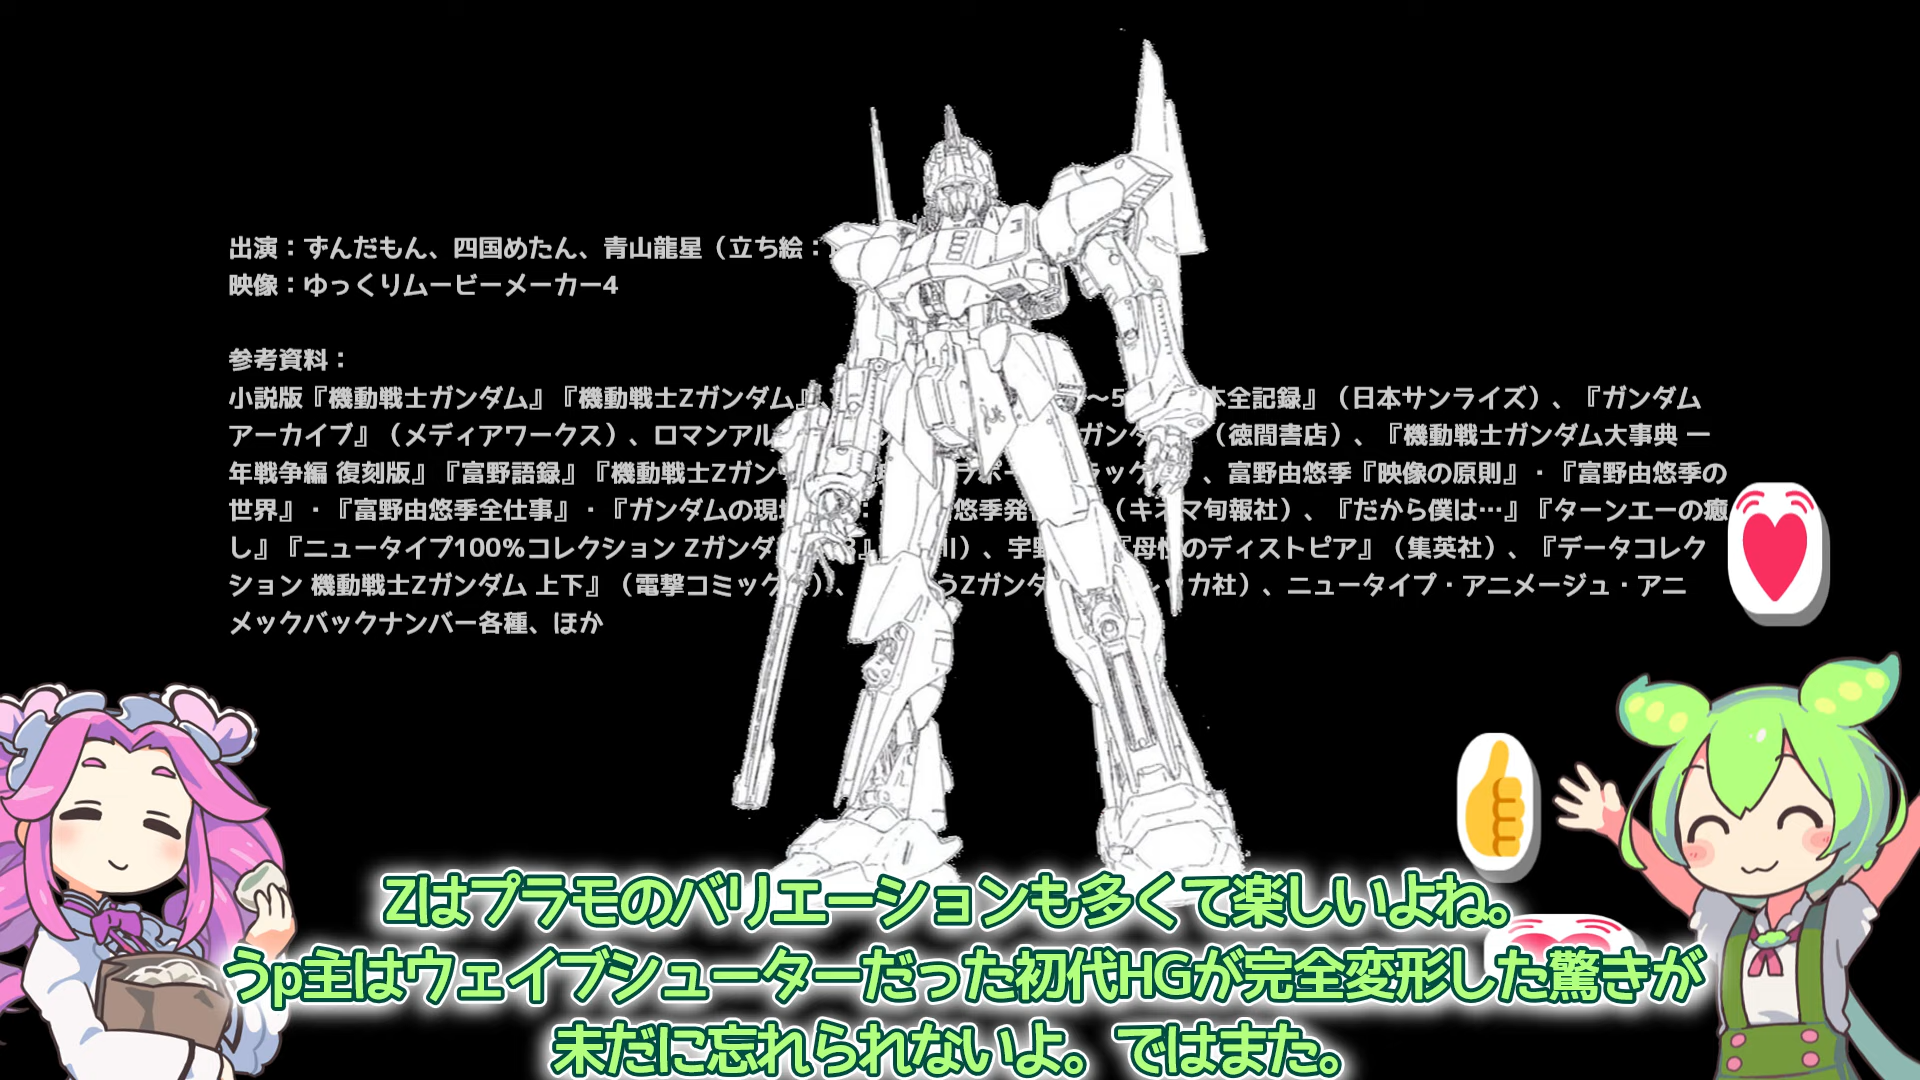 出演：ずんだもん、四国めたん、青山龍星（立ち絵：
映像：ゆっくりムービーメーカー4
参考資料：
小説版『機動戦士ガンダム』『機動戦士Zガンダム』 ～5 本全記録』（日本サンライズ）、『ガンダム
アーカイブ』（メディアワークス）、ロマンアル ガンダ （徳間書店）、『機動戦士ガンダム大事典 一
年戦争編 復刻版』『富野語録』『機動戦士Zガン ラポー ック 、富野由悠季『映像の原則』・『富野由悠季の
世界』・『富野由悠季全仕事』・『ガンダムの現場 悠季発 （キネマ旬報社）、『だから僕は…』『ターンエーの癒
し』『ニュータイプ100%コレクション Zガンダ 川）、宇野 『母性のディストピア』（集英社）、『データコレク
ション 機動戦士Zガンダム 上下』（電撃コミックス）、 うZガンダ レッカ社）、ニュータイプ・アニメージュ・アニ
メックバックナンバー各種、ほか
Zはプラモのバリエーションも多くて楽しいよね。
うp主はウェイブシューターだった初代HGが完全変形した驚きが
未だに忘れられないよ。ではまた。